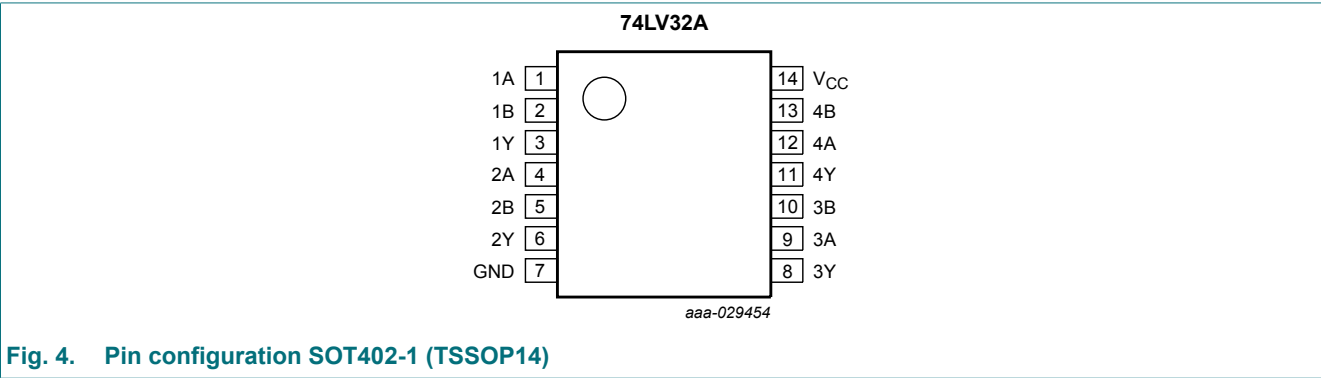 74LV32A
1A 1 14 VCC
1B 2 13 4B
1Y 3 12 4A
2A 4 11 4Y
2B 5 10 3B
2Y 6 9 3A
GND 7 8 3Y
aaa-029454
Fig. 4. Pin configuration SOT402-1 (TSSOP14)